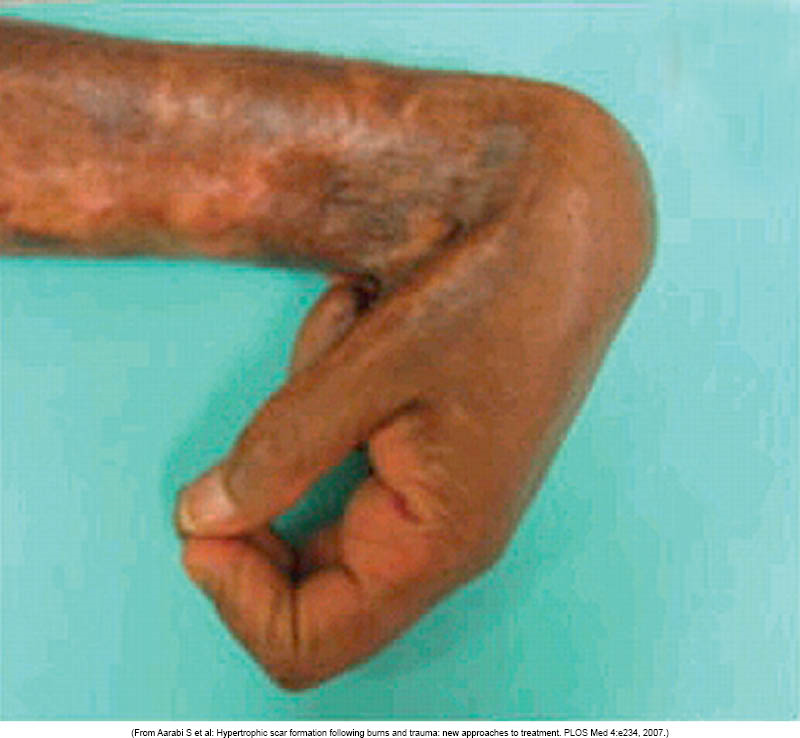 (From Aarabi S et al: Hypertrophic scar formation following burns and trauma: new approaches to treatment. PLOS Med 4:e234, 2007.)